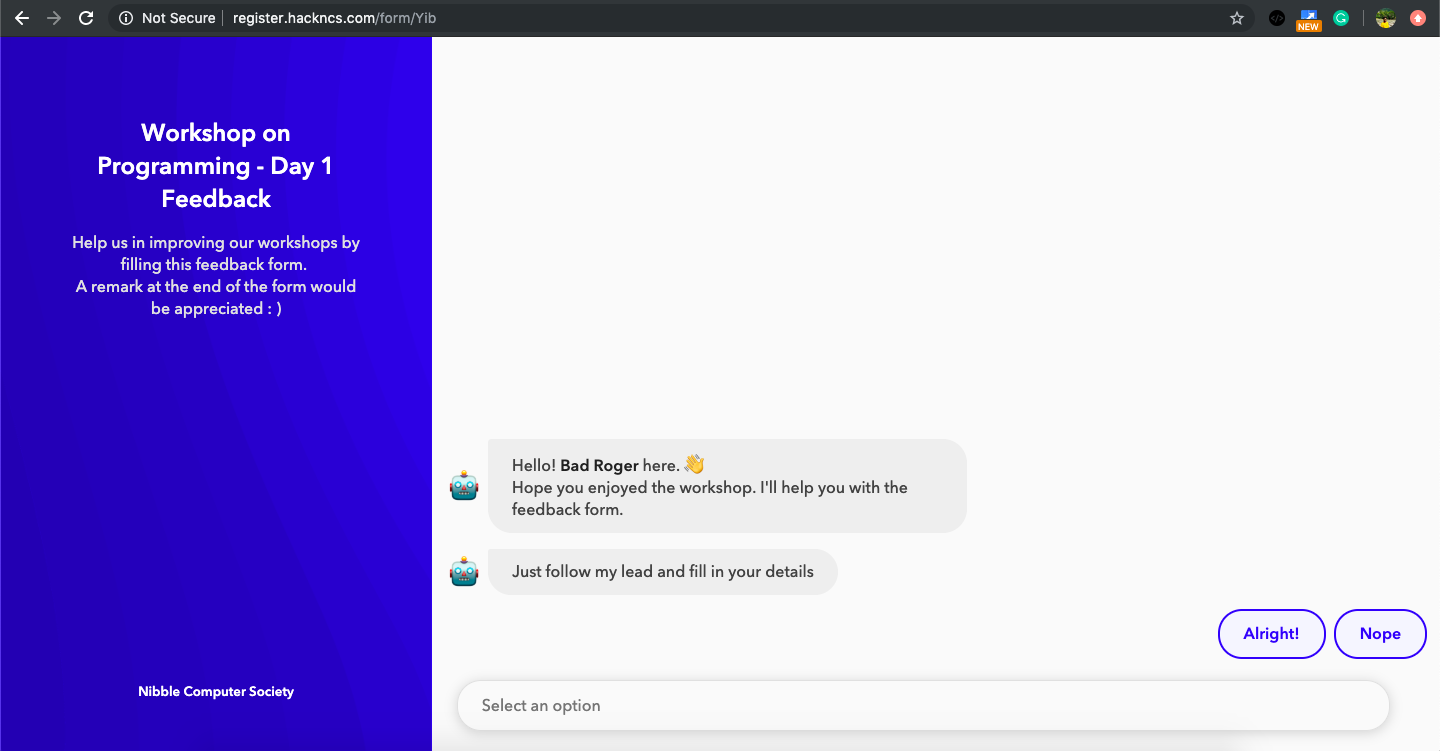 Not Secure
register.hackncs.com/form/Yib
NEW
Workshop on
Programming - Day 1
Feedback
Help us in improving our workshops by
filling this feedback form.
A remark at the end of the form would
be appreciated : )
Nibble Computer Society
Hello! Bad Roger here. 👋
Hope you enjoyed the workshop. I'll help you with the
feedback form.
Just follow my lead and fill in your details
Alright!
Nope
Select an option